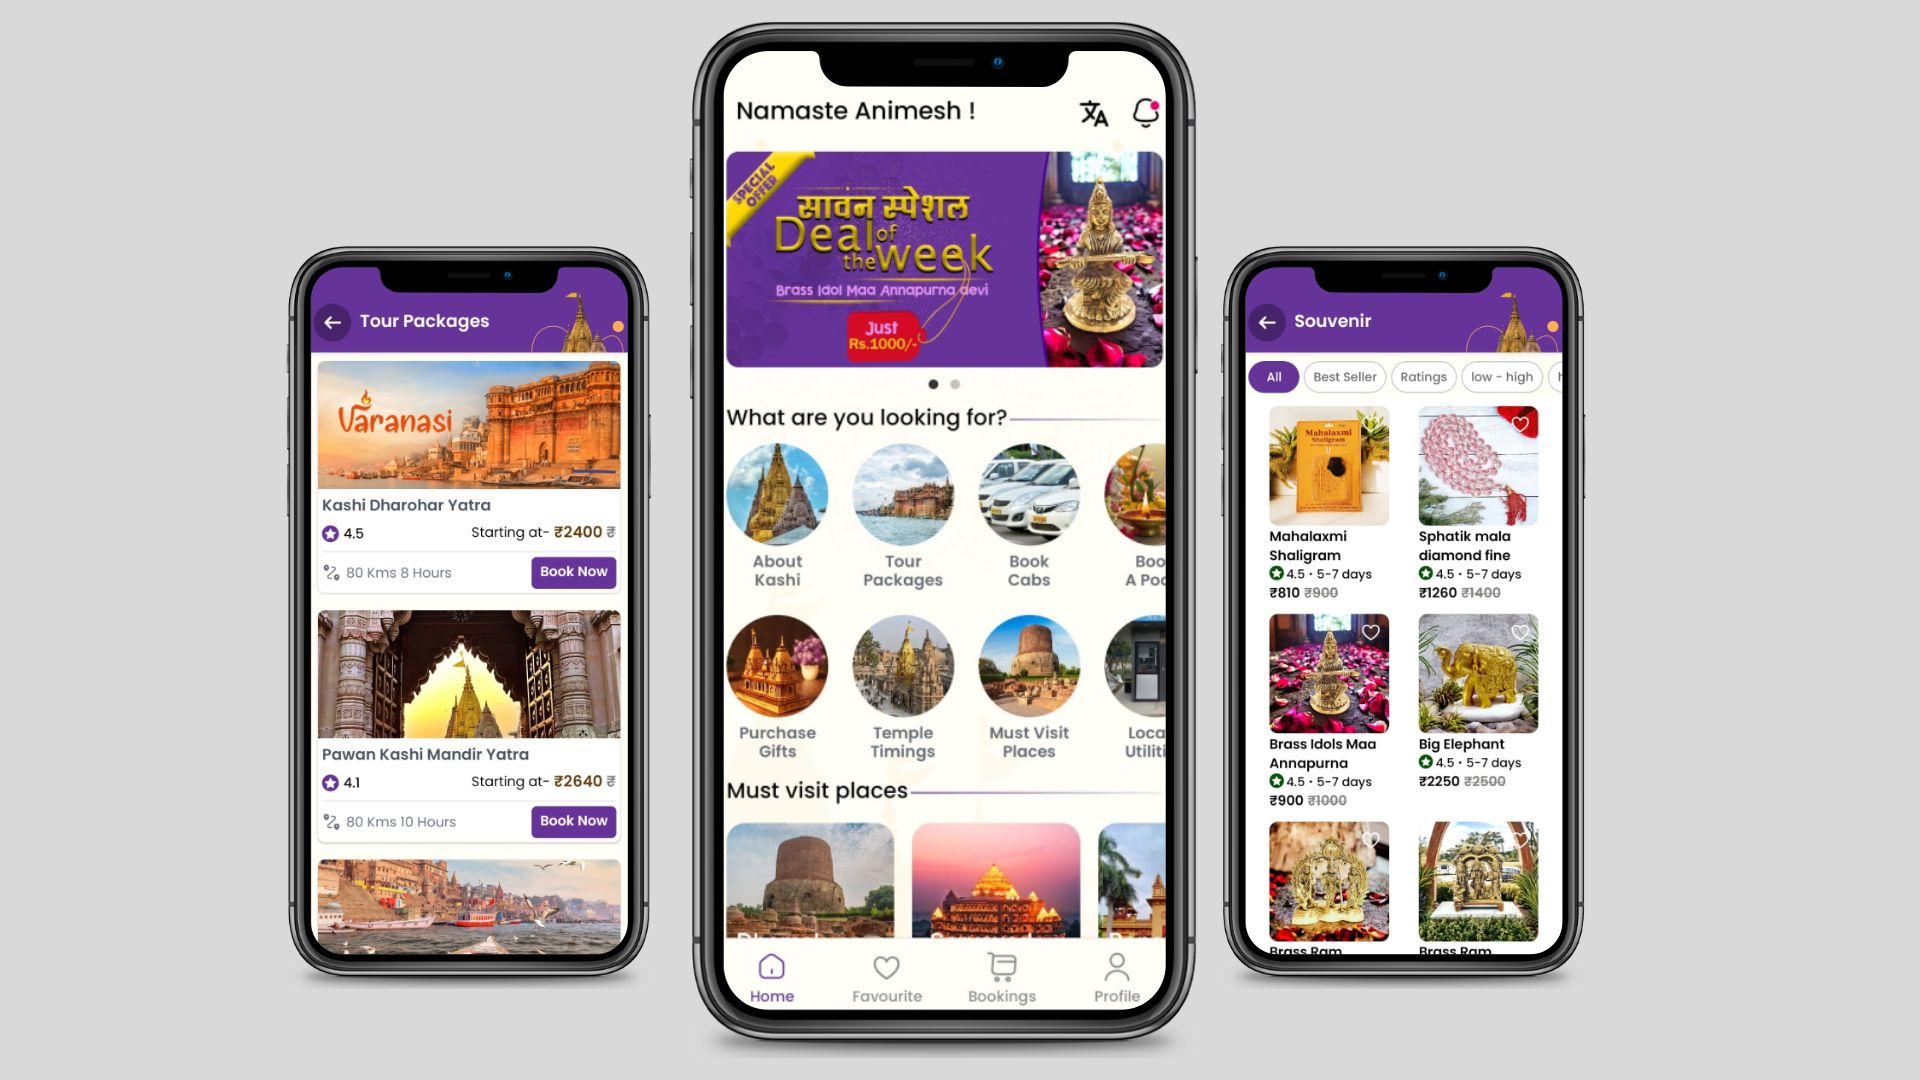 Tour Packages
Varanasi
Kashi Dharohar Yatra
4.5
Starting at- ₹2400 ₹
80 Kms 8 Hours
Book Now
Pawan Kashi Mandir Yatra
4.1
Starting at- ₹2640 ₹
80 Kms 10 Hours
Book Now
Namaste Animesh !
SPECIAL
OFFER
सावंन स्पेशल
Deal of
the week
Brass Idol Maa Annapurna devi
Just
Rs.1000/-
What are you looking for?
About
Kashi
Tour
Packages
Book
Cabs
Boo
A Poo
Purchase
Gifts
Temple
Timings
Must Visit
Places
Loca
Utiliti
Must visit places
Home
Favourite
Bookings
Profile
Souvenir
All
Best Seller
Ratings
low - high
Mahalaxmi
Shaligram
Mahalaxmi
Shaligram
4.5 • 5-7 days
₹810 ₹900
Sphatik mala
diamond fine
4.5 • 5-7 days
₹1260 ₹1400
Brass Idols Maa
Annapurna
4.5 • 5-7 days
₹900 ₹1000
Big Elephant
4.5 • 5-7 days
₹2250 ₹2500
Brass Ram
Brass Ram